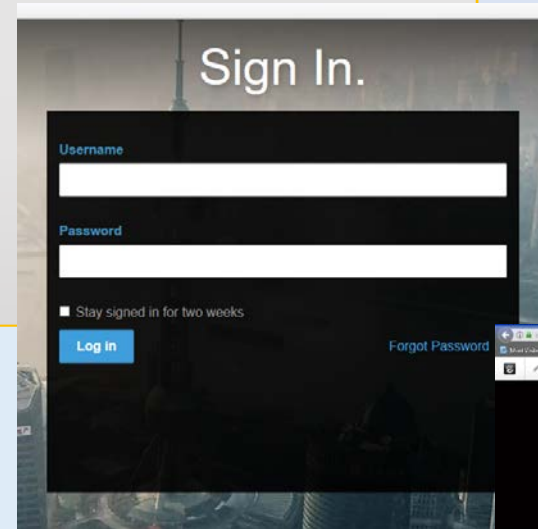 Sign In.
Username
Password
Stay signed in for two weeks
Log in
Forgot Password